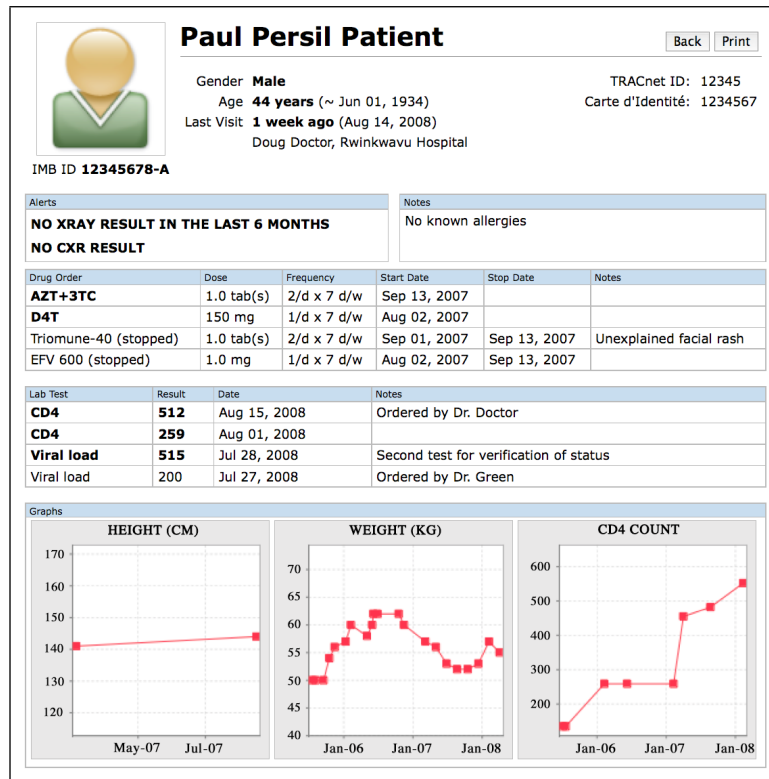 Paul Persil Patient
Back Print
Gender Male
TRACnet ID: 12345
Age 44 years (~ Jun 01, 1934)
Carte d'Identité: 1234567
Last Visit 1 week ago (Aug 14, 2008)
Doug Doctor, Rwinkwavu Hospital
IMB ID 12345678-A
Alerts
NO XRAY RESULT IN THE LAST 6 MONTHS
NO CXR RESULT
Notes
No known allergies
Drug Order Dose Frequency Start Date Stop Date Notes
AZT+3TC 1.0 tab(s) 2/d x 7 d/w Sep 13, 2007
D4T 150 mg 1/d x 7 d/w Aug 02, 2007
Triomune-40 (stopped) 1.0 tab(s) 2/d x 7 d/w Sep 01, 2007 Sep 13, 2007 Unexplained facial rash
EFV 600 (stopped) 1.0 mg 1/d x 7 d/w Aug 02, 2007 Sep 13, 2007
Lab Test Result Date Notes
CD4 512 Aug 15, 2008 Ordered by Dr. Doctor
CD4 259 Aug 01, 2008
Viral load 515 Jul 28, 2008 Second test for verification of status
Viral load 200 Jul 27, 2008 Ordered by Dr. Green
Graphs
HEIGHT (CM)
170
160
150
140
130
120
May-07 Jul-07
WEIGHT (KG)
70
65
60
55
50
45
40
Jan-06 Jan-07 Jan-08
CD4 COUNT
600
500
400
300
200
Jan-06 Jan-07 Jan-08